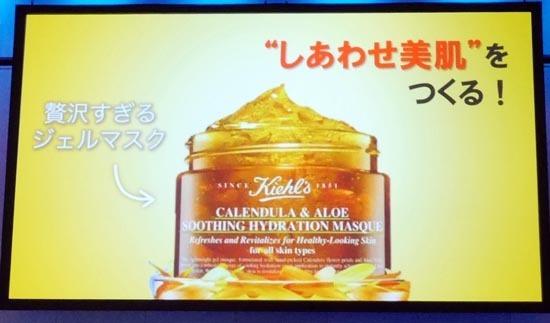 “しあわせ美肌”を
つくる！
贅沢すぎる
ジェルマスク
SINCE Kiehl's 1851
CALENDULA & ALOE
SOOTHING HYDRATION MASQUE
Refreshes and Revitalizes for Healthy-Looking Skin
for all skin types